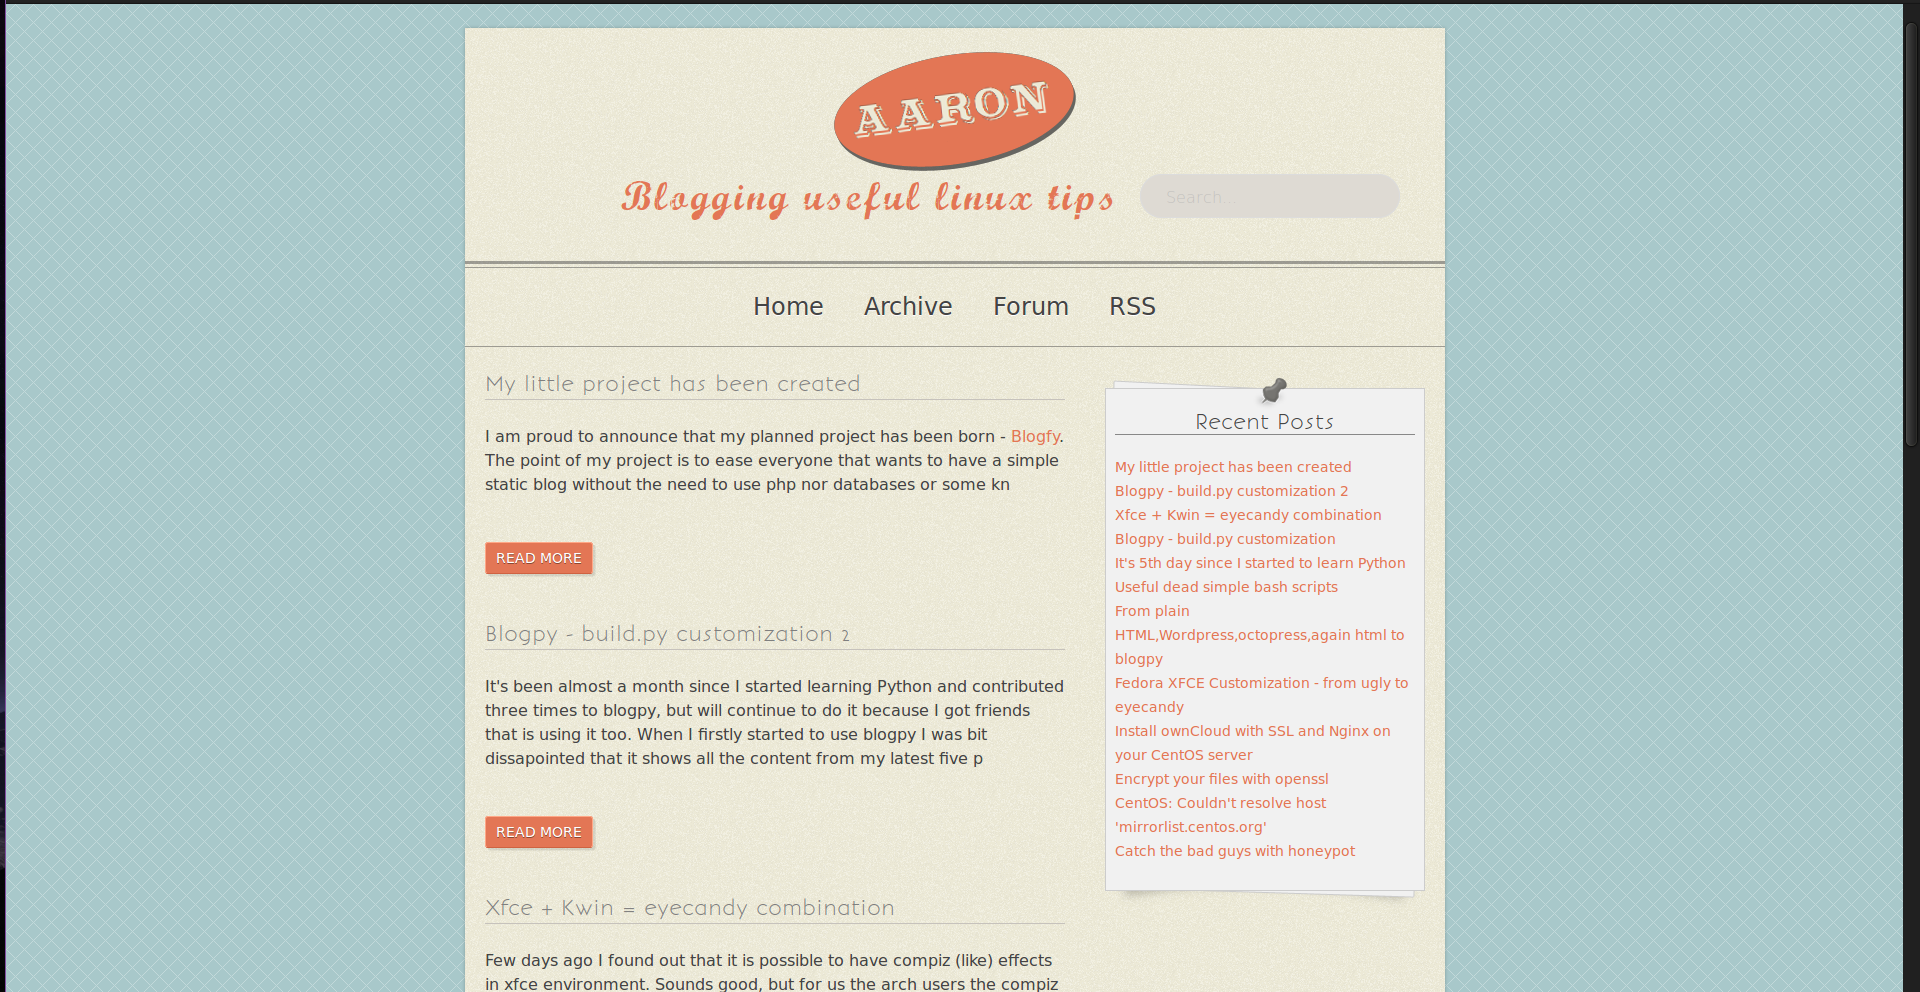 AARON
Blogging useful linux tips
Search...
Home Archive Forum RSS
My little project has been created
I am proud to announce that my planned project has been born - Blogfy.
The point of my project is to ease everyone that wants to have a simple
static blog without the need to use php nor databases or some kn
READ MORE
Blogpy - build.py customization 2
It's been almost a month since I started learning Python and contributed
three times to blogpy, but will continue to do it because I got friends
that is using it too. When I firstly started to use blogpy I was bit
dissapointed that it shows all the content from my latest five p
READ MORE
Xfce + Kwin = eyecandy combination
Few days ago I found out that it is possible to have compiz (like) effects
in xfce environment. Sounds good, but for us the arch users the compiz
Recent Posts
My little project has been created
Blogpy - build.py customization 2
Xfce + Kwin = eyecandy combination
Blogpy - build.py customization
It's 5th day since I started to learn Python
Useful dead simple bash scripts
From plain
HTML,Wordpress,octopress,again html to
blogpy
Fedora XFCE Customization - from ugly to
eyecandy
Install ownCloud with SSL and Nginx on
your CentOS server
Encrypt your files with openssl
CentOS: Couldn't resolve host
'mirrorlist.centos.org'
Catch the bad guys with honeypot